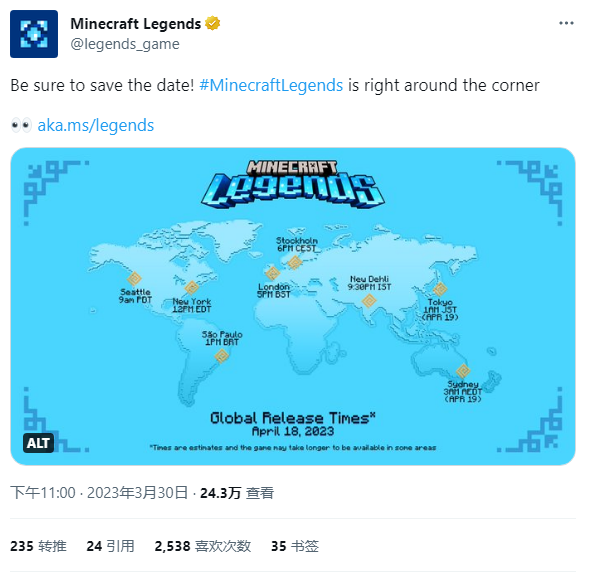 Minecraft Legends
@legends_game
Be sure to save the date! #MinecraftLegends is right around the corner
👀 aka.ms/legends
MINECRAFT
Legends
Stockholm
6PM CEST
Seattle
9am PDT
New York
12PM EDT
London
5PM BST
New Dehli
9:30PM IST
Tokyo
1AM JST
(APR 19)
São Paulo
1PM BRT
Sydney
3AM AEDT
(APR 19)
Global Release Times*
April 18, 2023
*Times are estimates and the game may take longer to be available in some areas
ALT
下午11:00 · 2023年3月30日 · 24.3万 查看
235 转推 24 引用 2,538 喜欢次数 35 书签